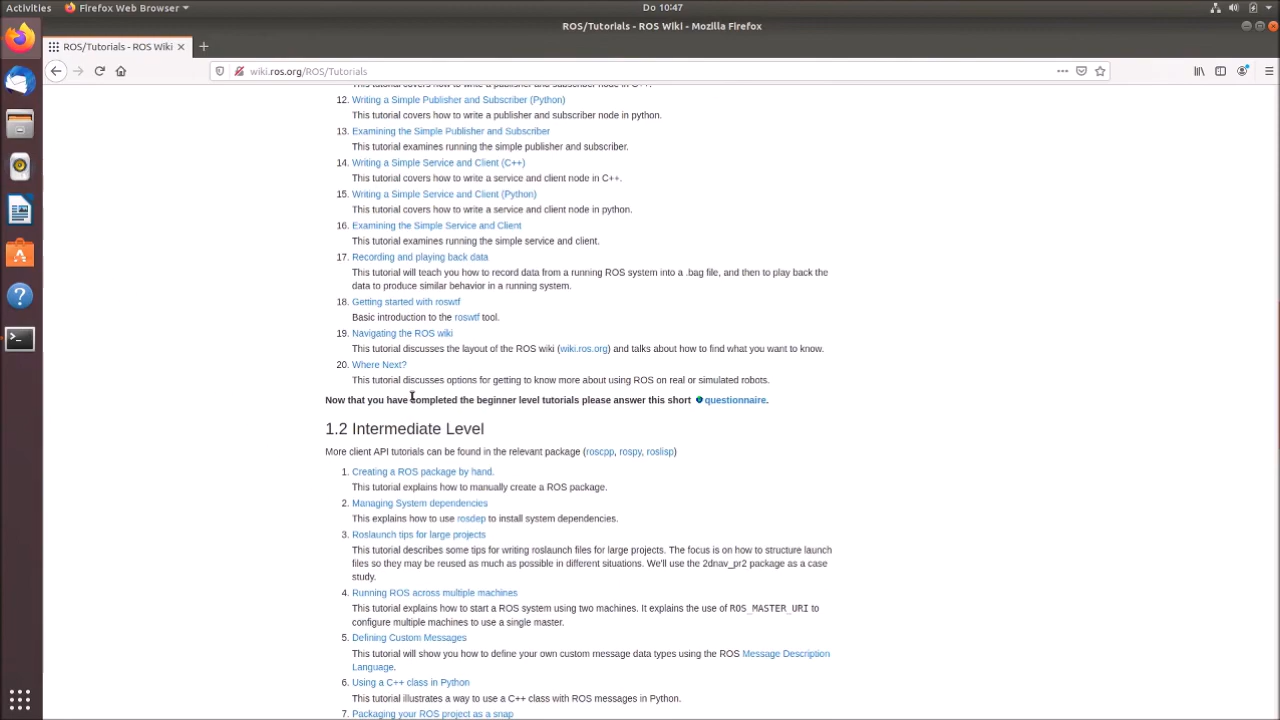 Activities Firefox Web Browser Do 10:47
ROS/Tutorials - ROS Wiki - Mozilla Firefox
ROS/Tutorials - ROS Wiki
wiki.ros.org/ROS/Tutorials
This tutorial covers how to write a publisher and subscriber node in C++.
12. Writing a Simple Publisher and Subscriber (Python)
This tutorial covers how to write a publisher and subscriber node in python.
13. Examining the Simple Publisher and Subscriber
This tutorial examines running the simple publisher and subscriber.
14. Writing a Simple Service and Client (C++)
This tutorial covers how to write a service and client node in C++.
15. Writing a Simple Service and Client (Python)
This tutorial covers how to write a service and client node in python.
16. Examining the Simple Service and Client
This tutorial examines running the simple service and client.
17. Recording and playing back data
This tutorial will teach you how to record data from a running ROS system into a .bag file, and then to play back the
data to produce similar behavior in a running system.
18. Getting started with roswtf
Basic introduction to the roswtf tool.
19. Navigating the ROS wiki
This tutorial discusses the layout of the ROS wiki (wiki.ros.org) and talks about how to find what you want to know.
20. Where Next?
This tutorial discusses options for getting to know more about using ROS on real or simulated robots.
Now that you have completed the beginner level tutorials please answer this short questionnaire.
1.2 Intermediate Level
More client API tutorials can be found in the relevant package (roscpp, rospy, roslisp)
1. Creating a ROS package by hand.
This tutorial explains how to manually create a ROS package.
2. Managing System dependencies
This explains how to use rosdep to install system dependencies.
3. Roslaunch tips for large projects
This tutorial describes some tips for writing roslaunch files for large projects. The focus is on how to structure launch
files so they may be reused as much as possible in different situations. We'll use the 2dnav_pr2 package as a case
study.
4. Running ROS across multiple machines
This tutorial explains how to start a ROS system using two machines. It explains the use of ROS_MASTER_URI to
configure multiple machines to use a single master.
5. Defining Custom Messages
This tutorial will show you how to define your own custom message data types using the ROS Message Description
Language.
6. Using a C++ class in Python
This tutorial illustrates a way to use a C++ class with ROS messages in Python.
7. Packaging your ROS project as a snap